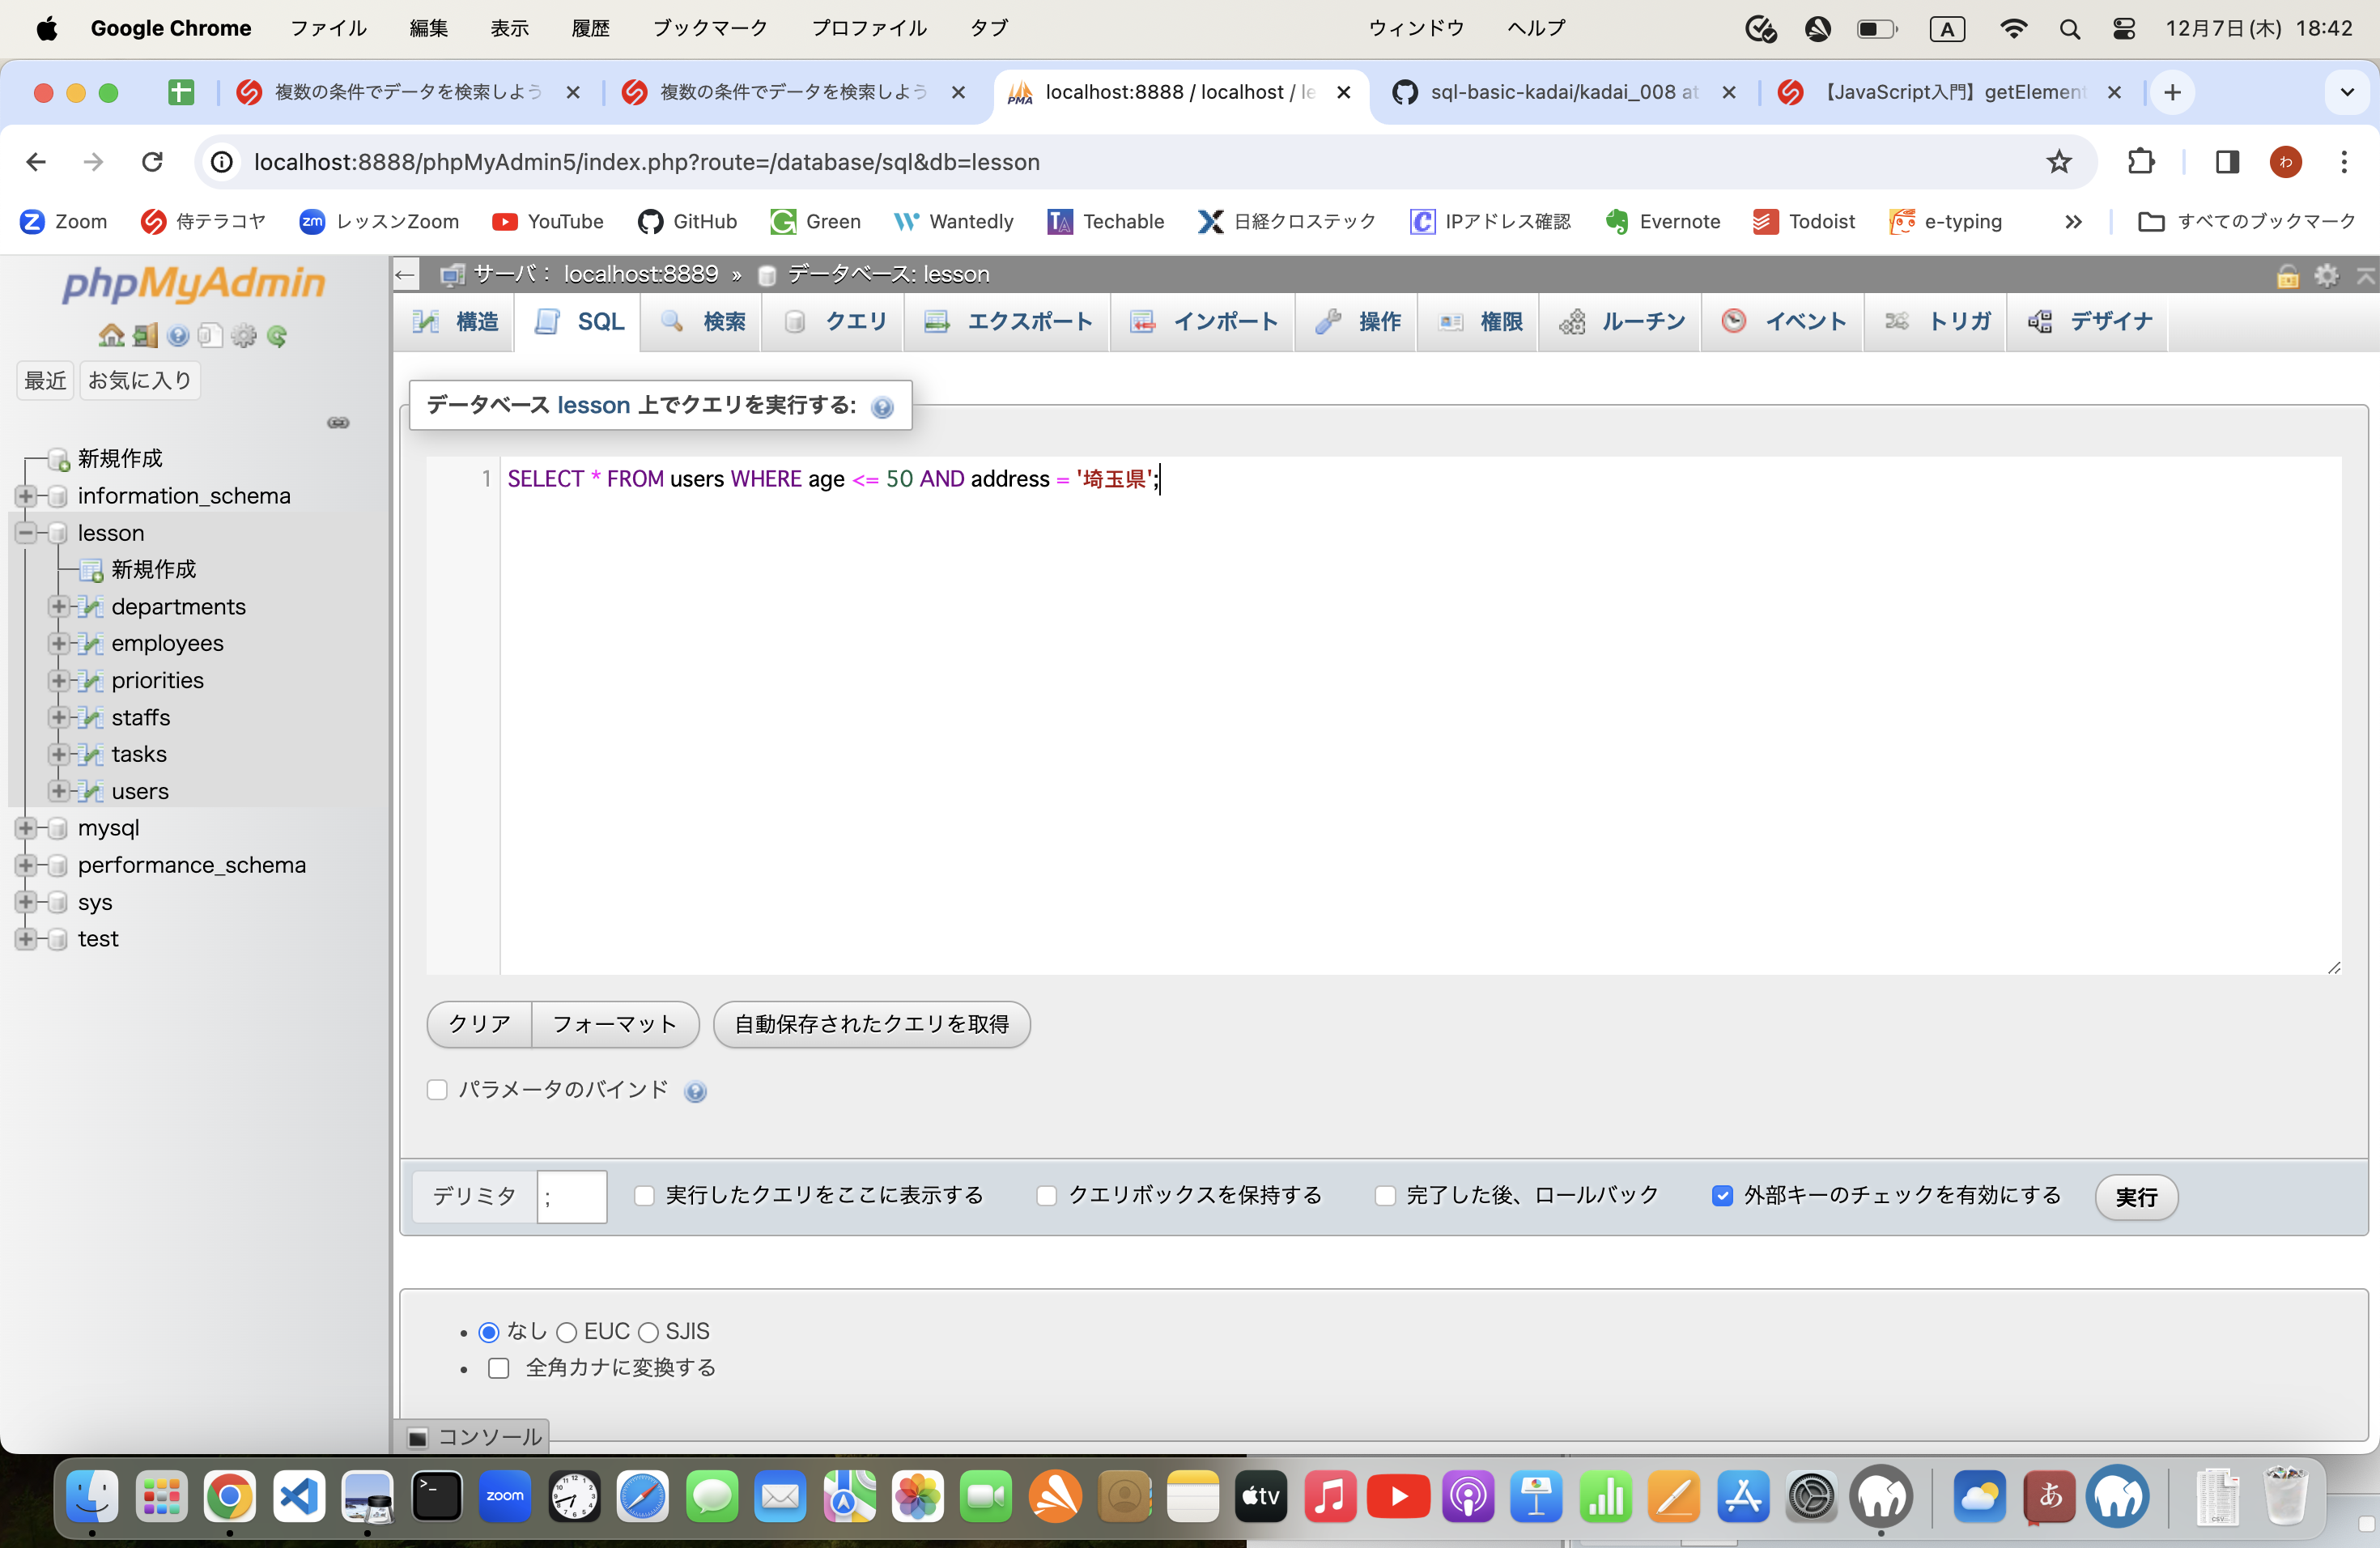 Google Chrome ファイル 編集 表示 履歴 ブックマーク プロファイル タブ ウィンドウ ヘルプ A 12月7日(木) 18:42
複数の条件でデータを検索しよう 複数の条件でデータを検索しよう PMA localhost:8888 / localhost / le sql-basic-kadai/kadai_008 at 【JavaScript入門】getElement
localhost:8888/phpMyAdmin5/index.php?route=/database/sql&db=lesson わ
Zoom 侍テラコヤ zm レッスンZoom YouTube GitHub Green Wantedly Techable 日経クロステック IPアドレス確認 Evernote Todoist e-typing すべてのブックマーク
phpMyAdmin
最近 お気に入り
新規作成
information_schema
lesson
新規作成
departments
employees
priorities
staffs
tasks
users
mysql
performance_schema
sys
test
サーバ: localhost:8889 » データベース: lesson
構造 SQL 検索 クエリ エクスポート インポート 操作 権限 ルーチン イベント トリガ デザイナ
データベース lesson 上でクエリを実行する:
1 SELECT * FROM users WHERE age <= 50 AND address = '埼玉県';
クリア フォーマット 自動保存されたクエリを取得
パラメータのバインド
デリミタ ; 実行したクエリをここに表示する クエリボックスを保持する 完了した後、ロールバック 外部キーのチェックを有効にする 実行
• なし EUC SJIS
• 全角カナに変換する
コンソール
zoom tv あ CSV